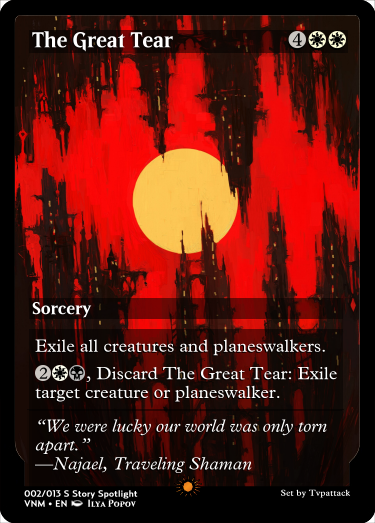 The Great Tear 4
Sorcery
Exile all creatures and planeswalkers.
2, Discard The Great Tear: Exile
target creature or planeswalker.
“We were lucky our world was only torn
apart.”
—Najael, Traveling Shaman
002/013 S Story Spotlight
VNM • EN Ilya Popov
Set by Tvpattack